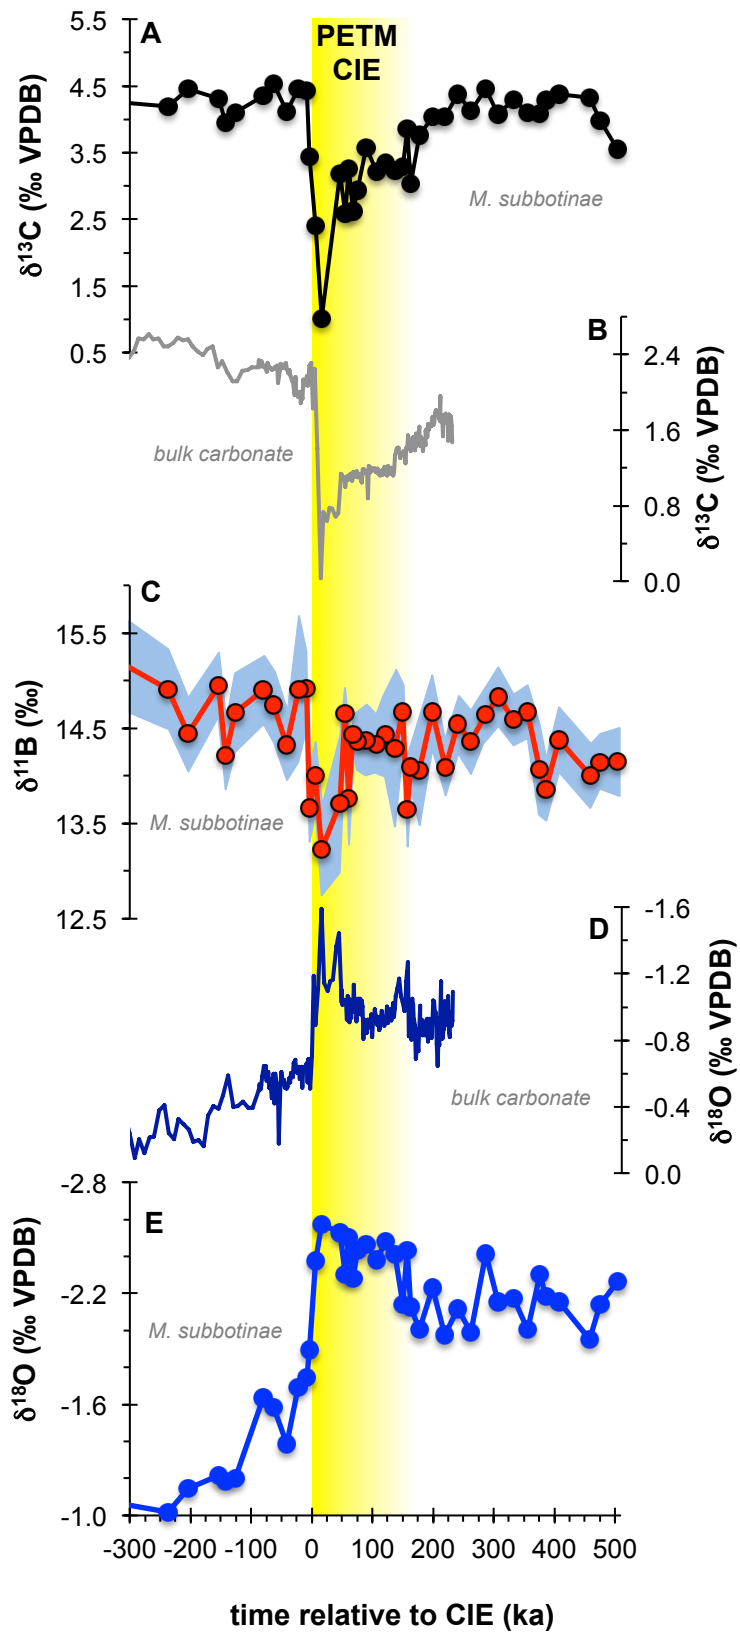 A
PETM
CIE
5.5
4.5
3.5
2.5
1.5
0.5
δ¹³C (‰ VPDB)
M. subbotinae
B
2.4
1.6
0.8
0.0
δ¹³C (‰ VPDB)
bulk carbonate
C
15.5
14.5
13.5
12.5
δ¹¹B (‰)
M. subbotinae
D
-1.6
-1.2
-0.8
-0.4
0.0
δ¹⁸O (‰ VPDB)
bulk carbonate
E
-2.8
-2.2
-1.6
-1.0
δ¹⁸O (‰ VPDB)
M. subbotinae
-300 -200 -100 0 100 200 300 400 500
time relative to CIE (ka)